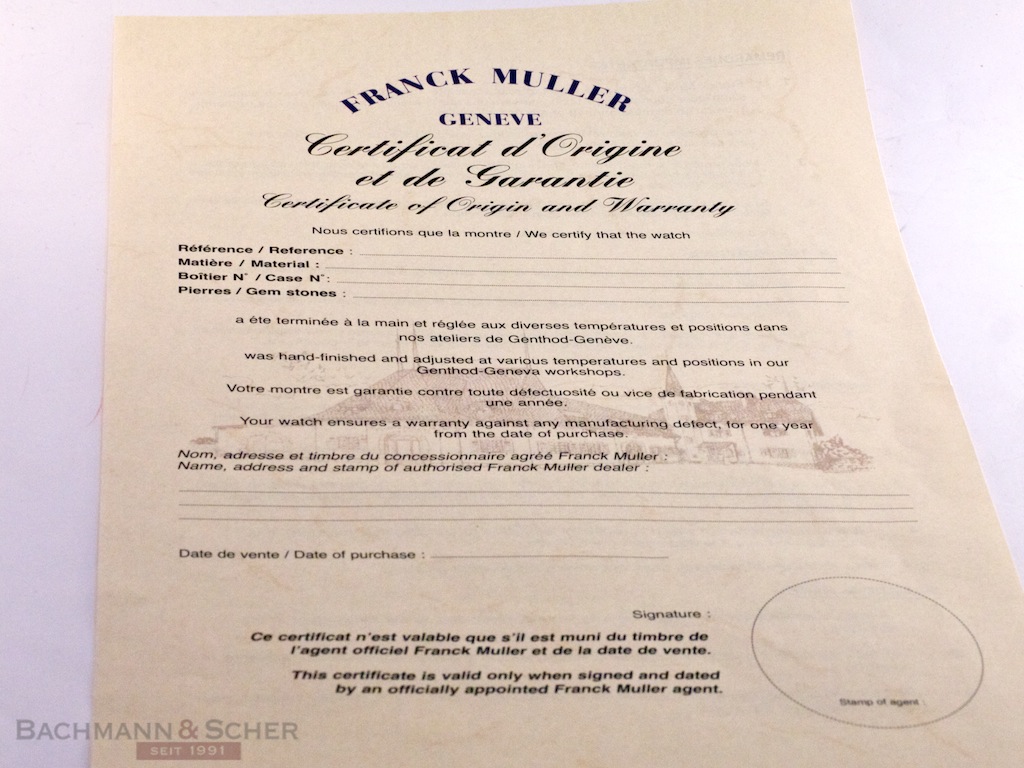 FRANCK MULLER
GENEVE
Certificat d'Origine
et de Garantie
Certificate of Origin and Warranty
Nous certifions que la montre / We certify that the watch
Référence / Reference :
Matière / Material :
Boîtier N° / Case N°:
Pierres / Gem stones :
a éte terminée à la main et réglée aux diverses températures et positions dans
nos ateliers de Genthod-Genève.
was hand-finished and adjusted at various temperatures and positions in our
Genthod-Geneva workshops.
Votre montre est garantie contre toute défectuosité ou vice de fabrication pendant
une année.
Your watch ensures a warranty against any manufacturing defect, for one year
from the date of purchase.
Nom, adresse et timbre du concessionnaire agréé Franck Muller :
Name, address and stamp of authorised Franck Muller dealer :
Date de vente / Date of purchase :
Signature :
Ce certificat n'est valable que s'il est muni du timbre de
l'agent officiel Franck Muller et de la date de vente.
This certificate is valid only when signed and dated
by an officially appointed Franck Muller agent.
Stamp of agent :
BACHMANN & SCHER
SEIT 1991